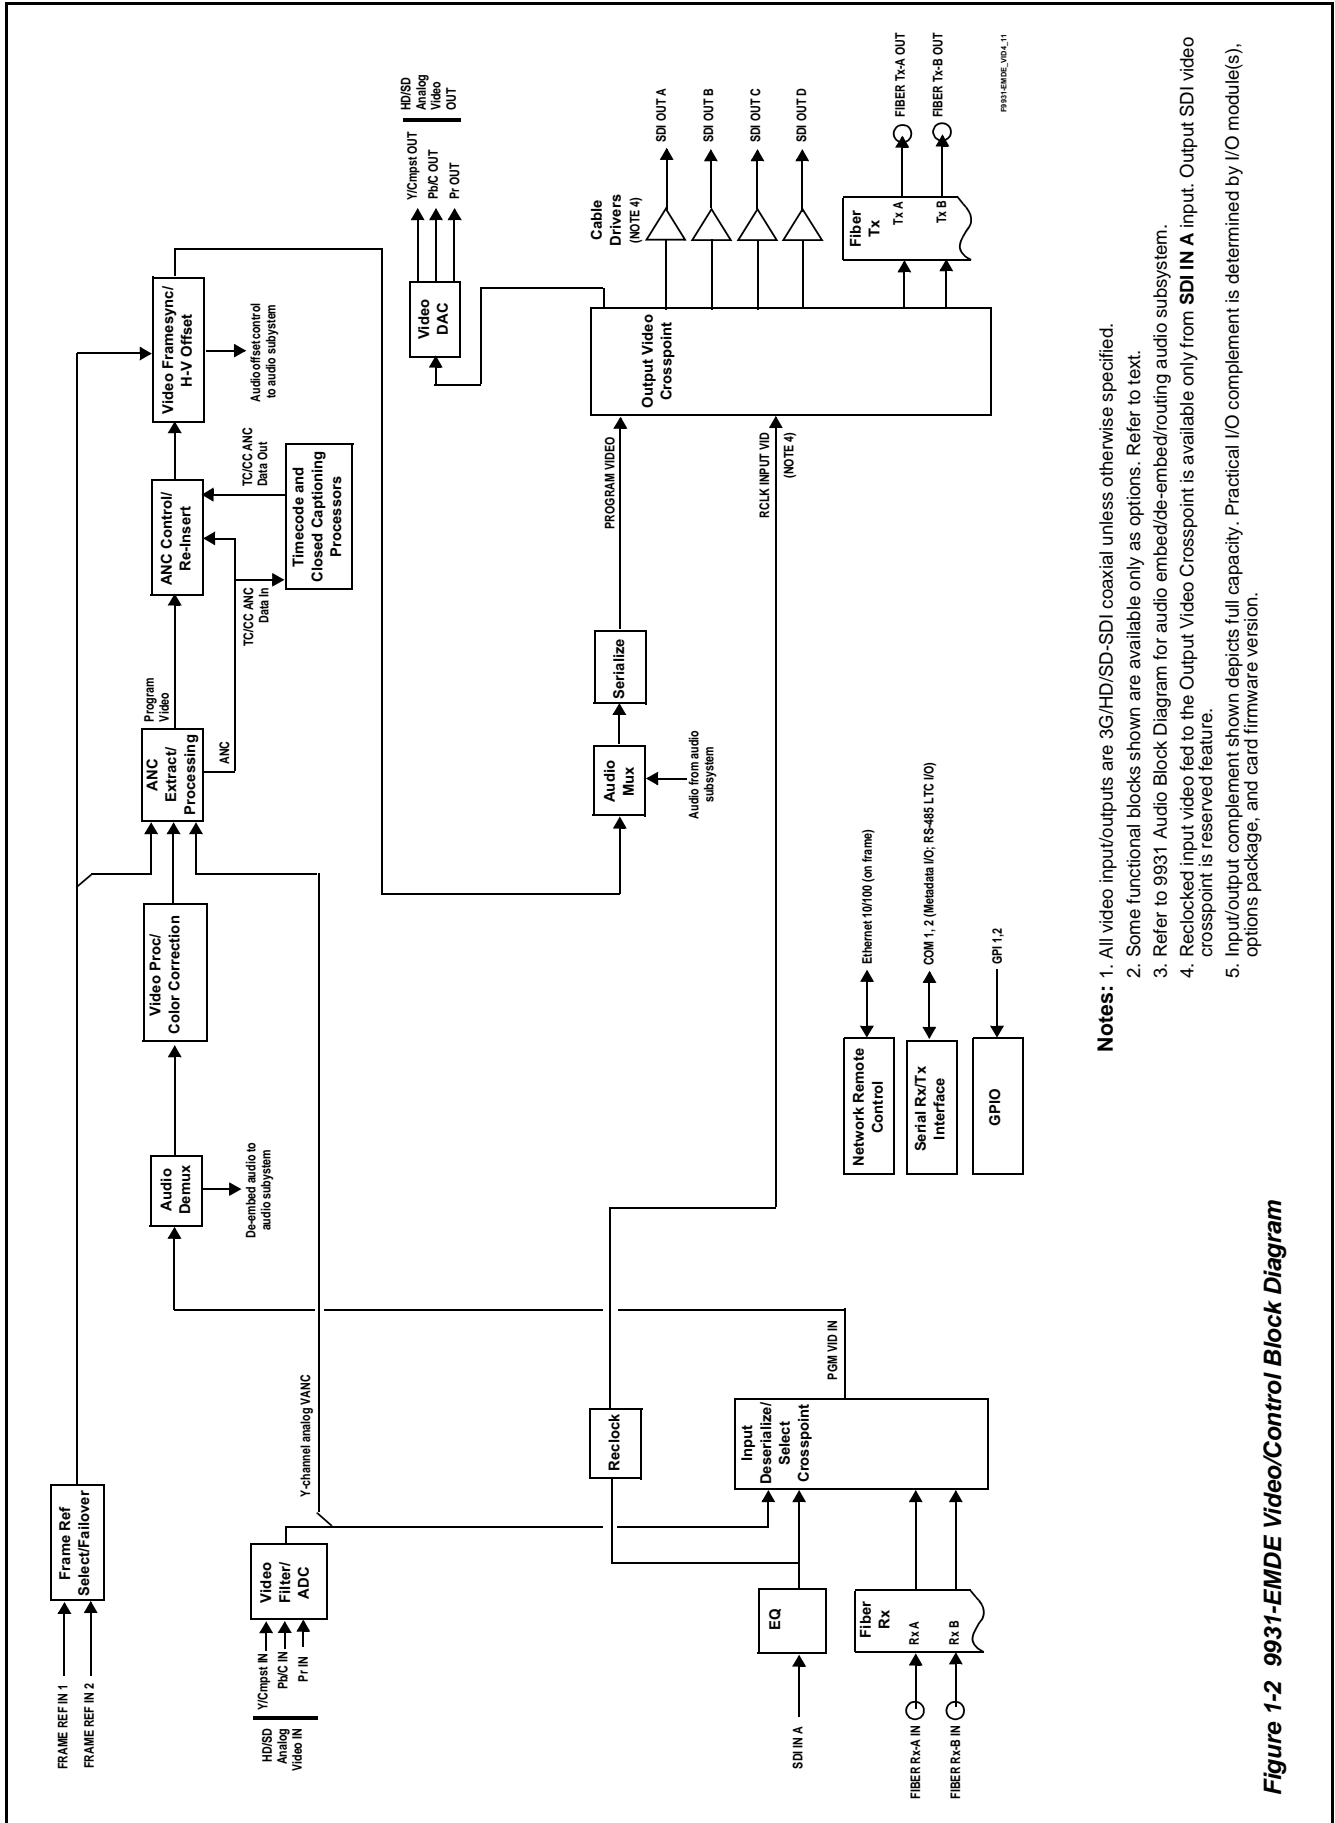 FRAME REF IN 1
FRAME REF IN 2
Frame Ref
Select/Failover
HD/SD
Analog
Video IN
Y/Cmpst IN
Pb/C IN
Pr IN
Video
Filter/
ADC
Y-channel analog VANC
SDI IN A
EQ
Reclock
FIBER Rx-A IN
FIBER Rx-B IN
Fiber
Rx
Rx A
Rx B
Input
Deserialize/
Select
Crosspoint
PGM VID IN
Audio
Demux
De-embed audio to
audio subystem
Video Proc/
Color Correction
ANC
Extract/
Processing
Program
Video
ANC
TC/CC ANC
Data In
ANC Control/
Re-Insert
TC/CC ANC
Data Out
Timecode and
Closed Captioning
Processors
Video Framesync/
H-V Offset
Audio offset control
to audio subystem
Audio
Mux
Audio from audio
subsystem
Serialize
PROGRAM VIDEO
RCLK INPUT VID
(NOTE 4)
Output Video
Crosspoint
Video
DAC
Y/Cmpst OUT
Pb/C OUT
Pr OUT
HD/SD
Analog
Video
OUT
Cable
Drivers
(NOTE 4)
SDI OUT A
SDI OUT B
SDI OUT C
SDI OUT D
Fiber
Tx
Tx A
Tx B
FIBER Tx-A OUT
FIBER Tx-B OUT
Network Remote
Control
Ethernet 10/100 (on frame)
Serial Rx/Tx
Interface
COM 1, 2 (Metadata I/O; RS-485 LTC I/O)
GPIO
GPI 1,2
P9931-EMDE_VID4_11
Notes: 1. All video input/outputs are 3G/HD/SD-SDI coaxial unless otherwise specified.
2. Some functional blocks shown are available only as options. Refer to text.
3. Refer to 9931 Audio Block Diagram for audio embed/de-embed/routing audio subsystem.
4. Reclocked input video fed to the Output Video Crosspoint is available only from SDI IN A input. Output SDI video
crosspoint is reserved feature.
5. Input/output complement shown depicts full capacity. Practical I/O complement is determined by I/O module(s),
options package, and card firmware version.
Figure 1-2 9931-EMDE Video/Control Block Diagram